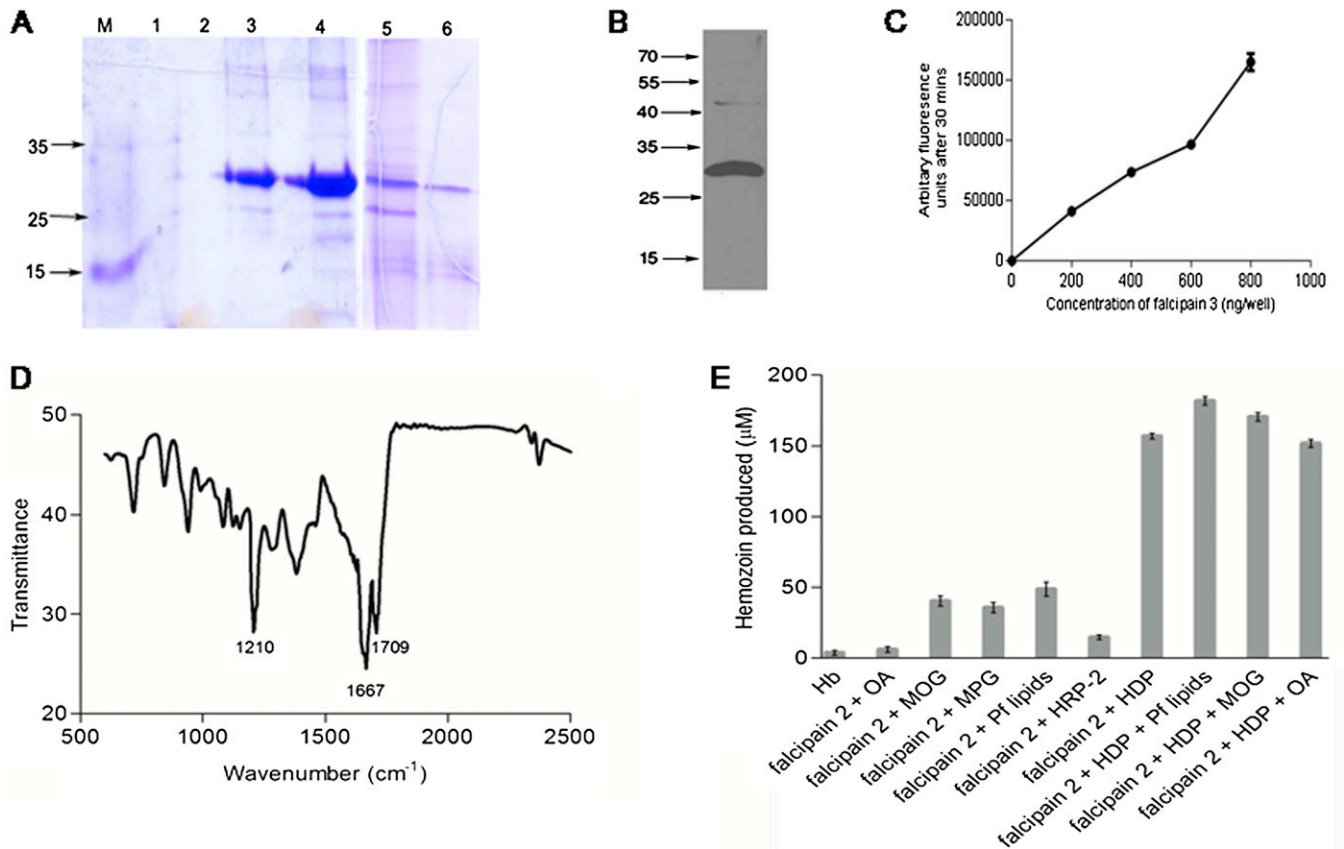 A
M 1 2 3 4 5 6
35
25
15
B
70
55
40
35
25
15
C
Arbitary fluoresence
units after 30 mins
200000
150000
100000
50000
0
0 200 400 600 800 1000
Concentration of falcipain 3 (ng/well)
D
Transmittance
50
40
30
20
1210
1709
1667
500 1000 1500 2000 2500
Wavenumber (cm-1)
E
Hemozoin produced (μM)
200
150
100
50
0
Hb
falcipain 2 + OA
falcipain 2 + MOG
falcipain 2 + MPG
falcipain 2 + Pf lipids
falcipain 2 + HRP-2
falcipain 2 + HDP
falcipain 2 + HDP + Pf lipids
falcipain 2 + HDP + MOG
falcipain 2 + HDP + OA